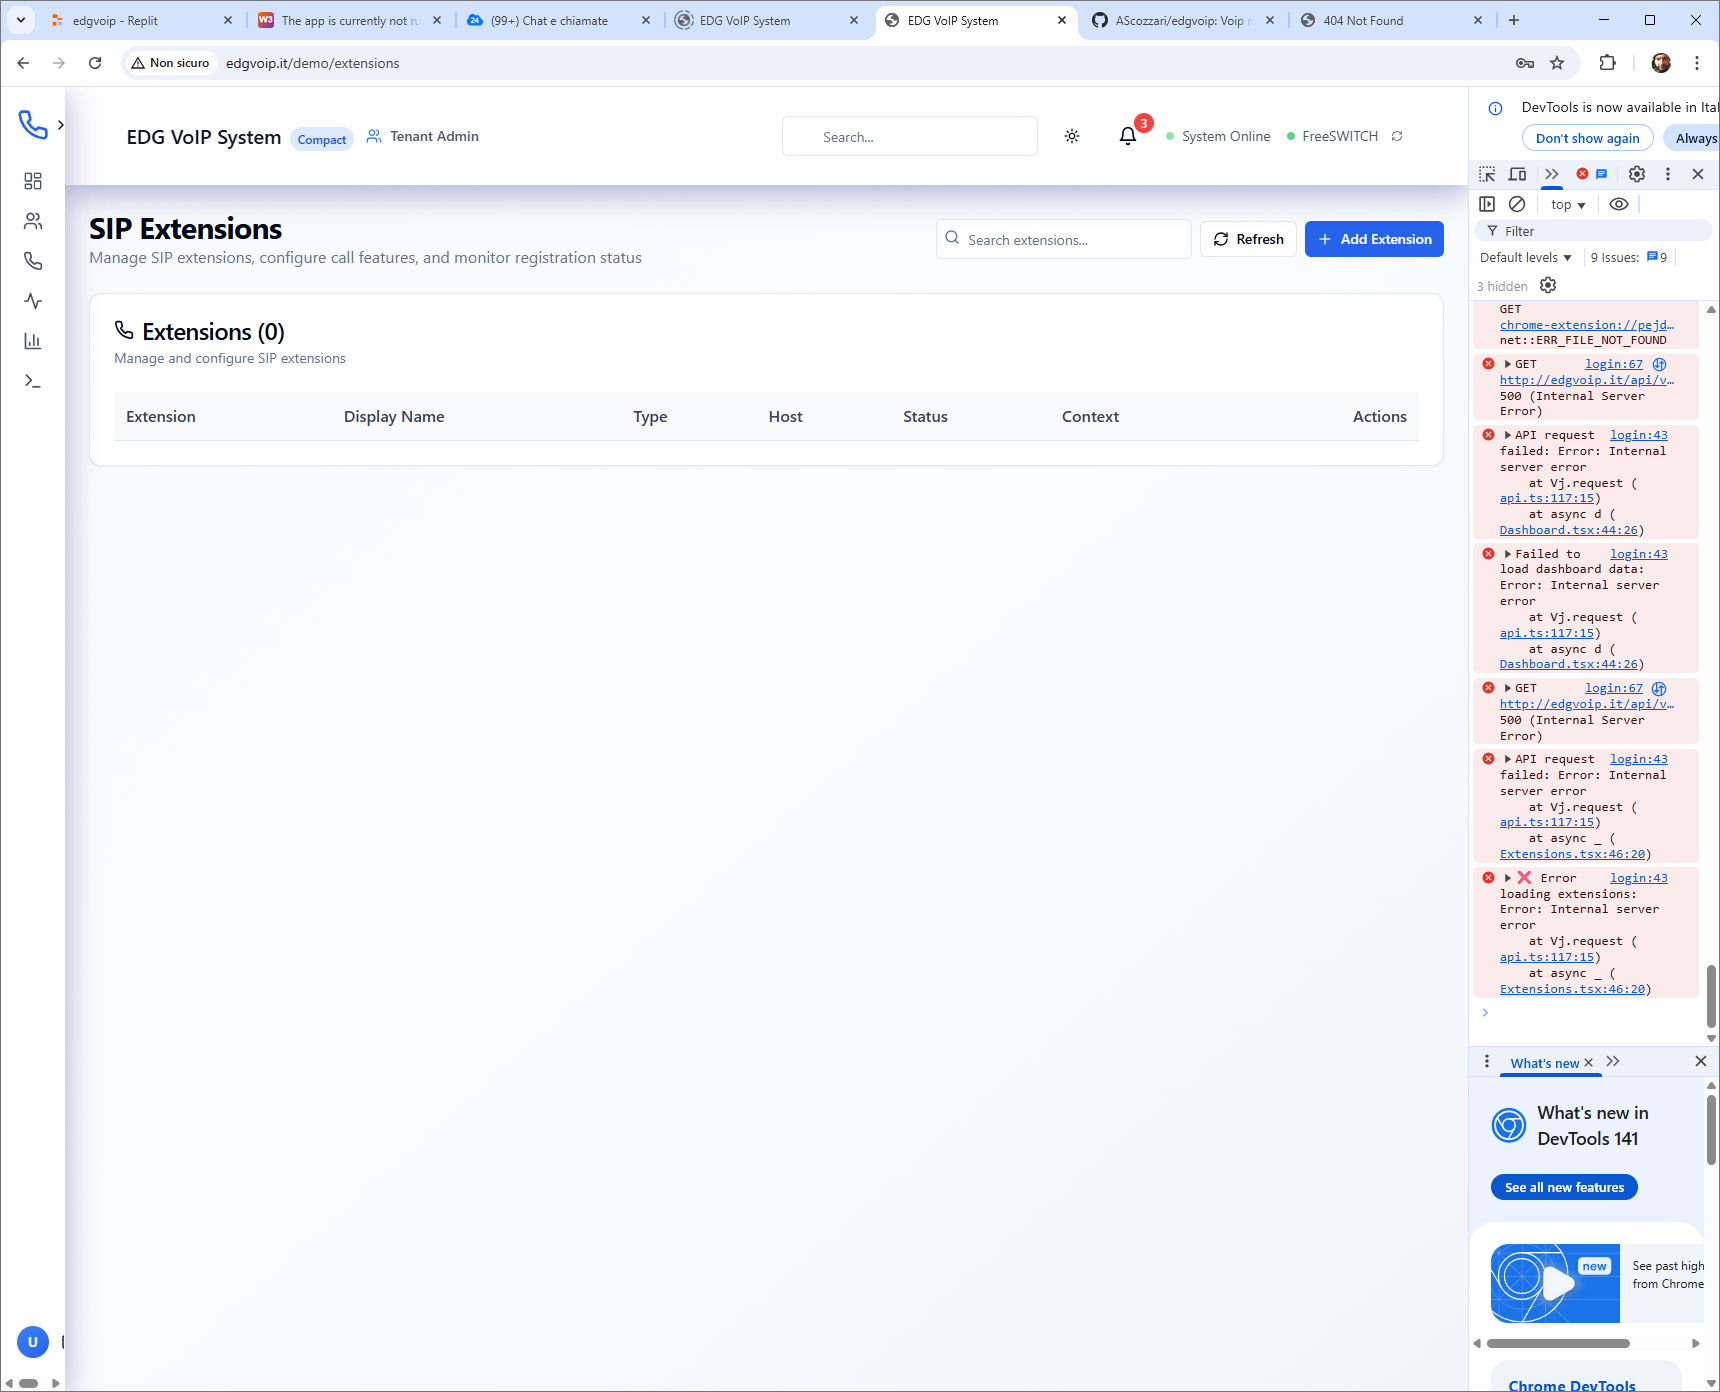 edgvoip - Replit
The app is currently not ru
(99+) Chat e chiamate
EDG VoIP System
EDG VoIP System
AScozzari/edgvoip: Voip
404 Not Found
Non sicuro
edgvoip.it/demo/extensions
EDG VoIP System
Compact
Tenant Admin
Search...
3
System Online
FreeSWITCH
SIP Extensions
Manage SIP extensions, configure call features, and monitor registration status
Search extensions...
Refresh
Add Extension
Extensions (0)
Manage and configure SIP extensions
Extension Display Name Type Host Status Context Actions
U
DevTools is now available in Ital
Don't show again
Always
top
Filter
Default levels
9 Issues: 9
3 hidden
GET
chrome-extension://pejd…
net::ERR_FILE_NOT_FOUND
GET login:67
http://edgvoip.it/api/v…
500 (Internal Server
Error)
API request login:43
failed: Error: Internal
server error
at Vj.request (
api.ts:117:15)
at async d (
Dashboard.tsx:44:26)
Failed to login:43
load dashboard data:
Error: Internal server
error
at Vj.request (
api.ts:117:15)
at async d (
Dashboard.tsx:44:26)
GET login:67
http://edgvoip.it/api/v…
500 (Internal Server
Error)
API request login:43
failed: Error: Internal
server error
at Vj.request (
api.ts:117:15)
at async _ (
Extensions.tsx:46:20)
❌ Error login:43
loading extensions:
Error: Internal server
error
at Vj.request (
api.ts:117:15)
at async _ (
Extensions.tsx:46:20)
What's new
What's new in
DevTools 141
See all new features
new
See past high
from Chrome
Chrome DevTools